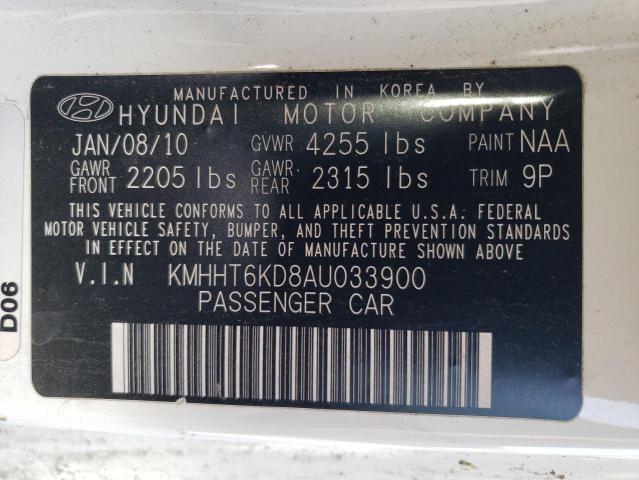 MANUFACTURED IN KOREA BY
HYUNDAI MOTOR COMPANY
JAN/08/10 GVWR 4255 lbs PAINT NAA
GAWR FRONT 2205 lbs GAWR REAR 2315 lbs TRIM 9P
THIS VEHICLE CONFORMS TO ALL APPLICABLE U.S.A. FEDERAL
MOTOR VEHICLE SAFETY, BUMPER, AND THEFT PREVENTION STANDARDS
IN EFFECT ON THE DATE OF MANUFACTURE SHOWN ABOVE
V.I.N KMHHT6KD8AU033900
PASSENGER CAR
D06